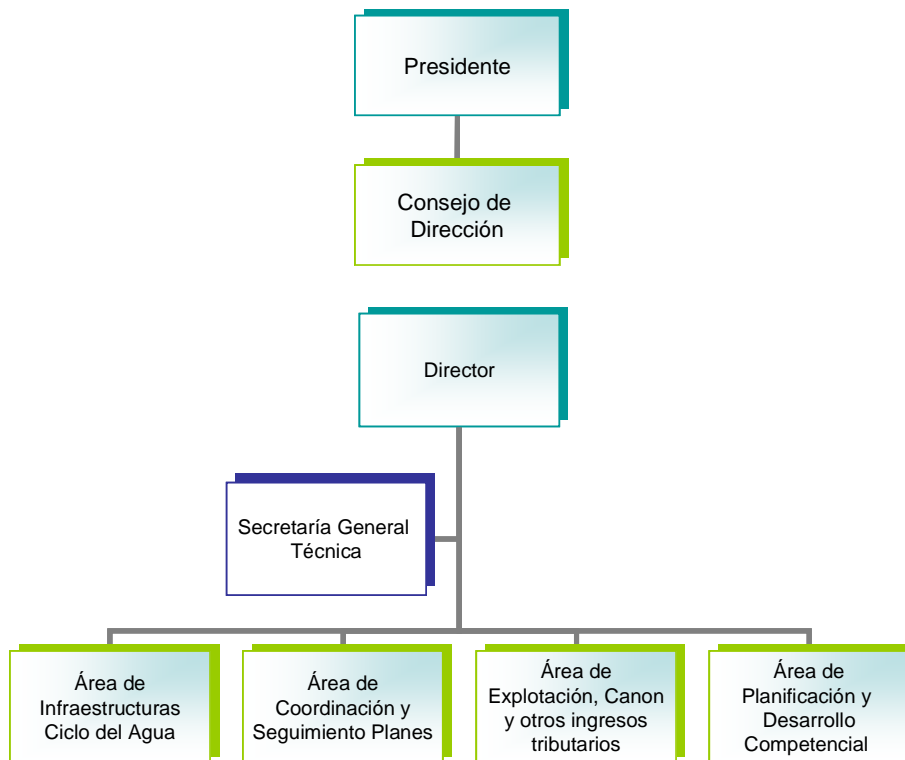 Presidente
Consejo de
Dirección
Director
Secretaría General
Técnica
Área de
Infraestructuras
Ciclo del Agua
Área de
Coordinación y
Seguimiento Planes
Área de
Explotación, Canon
y otros ingresos
tributarios
Área de
Planificación y
Desarrollo
Competencial